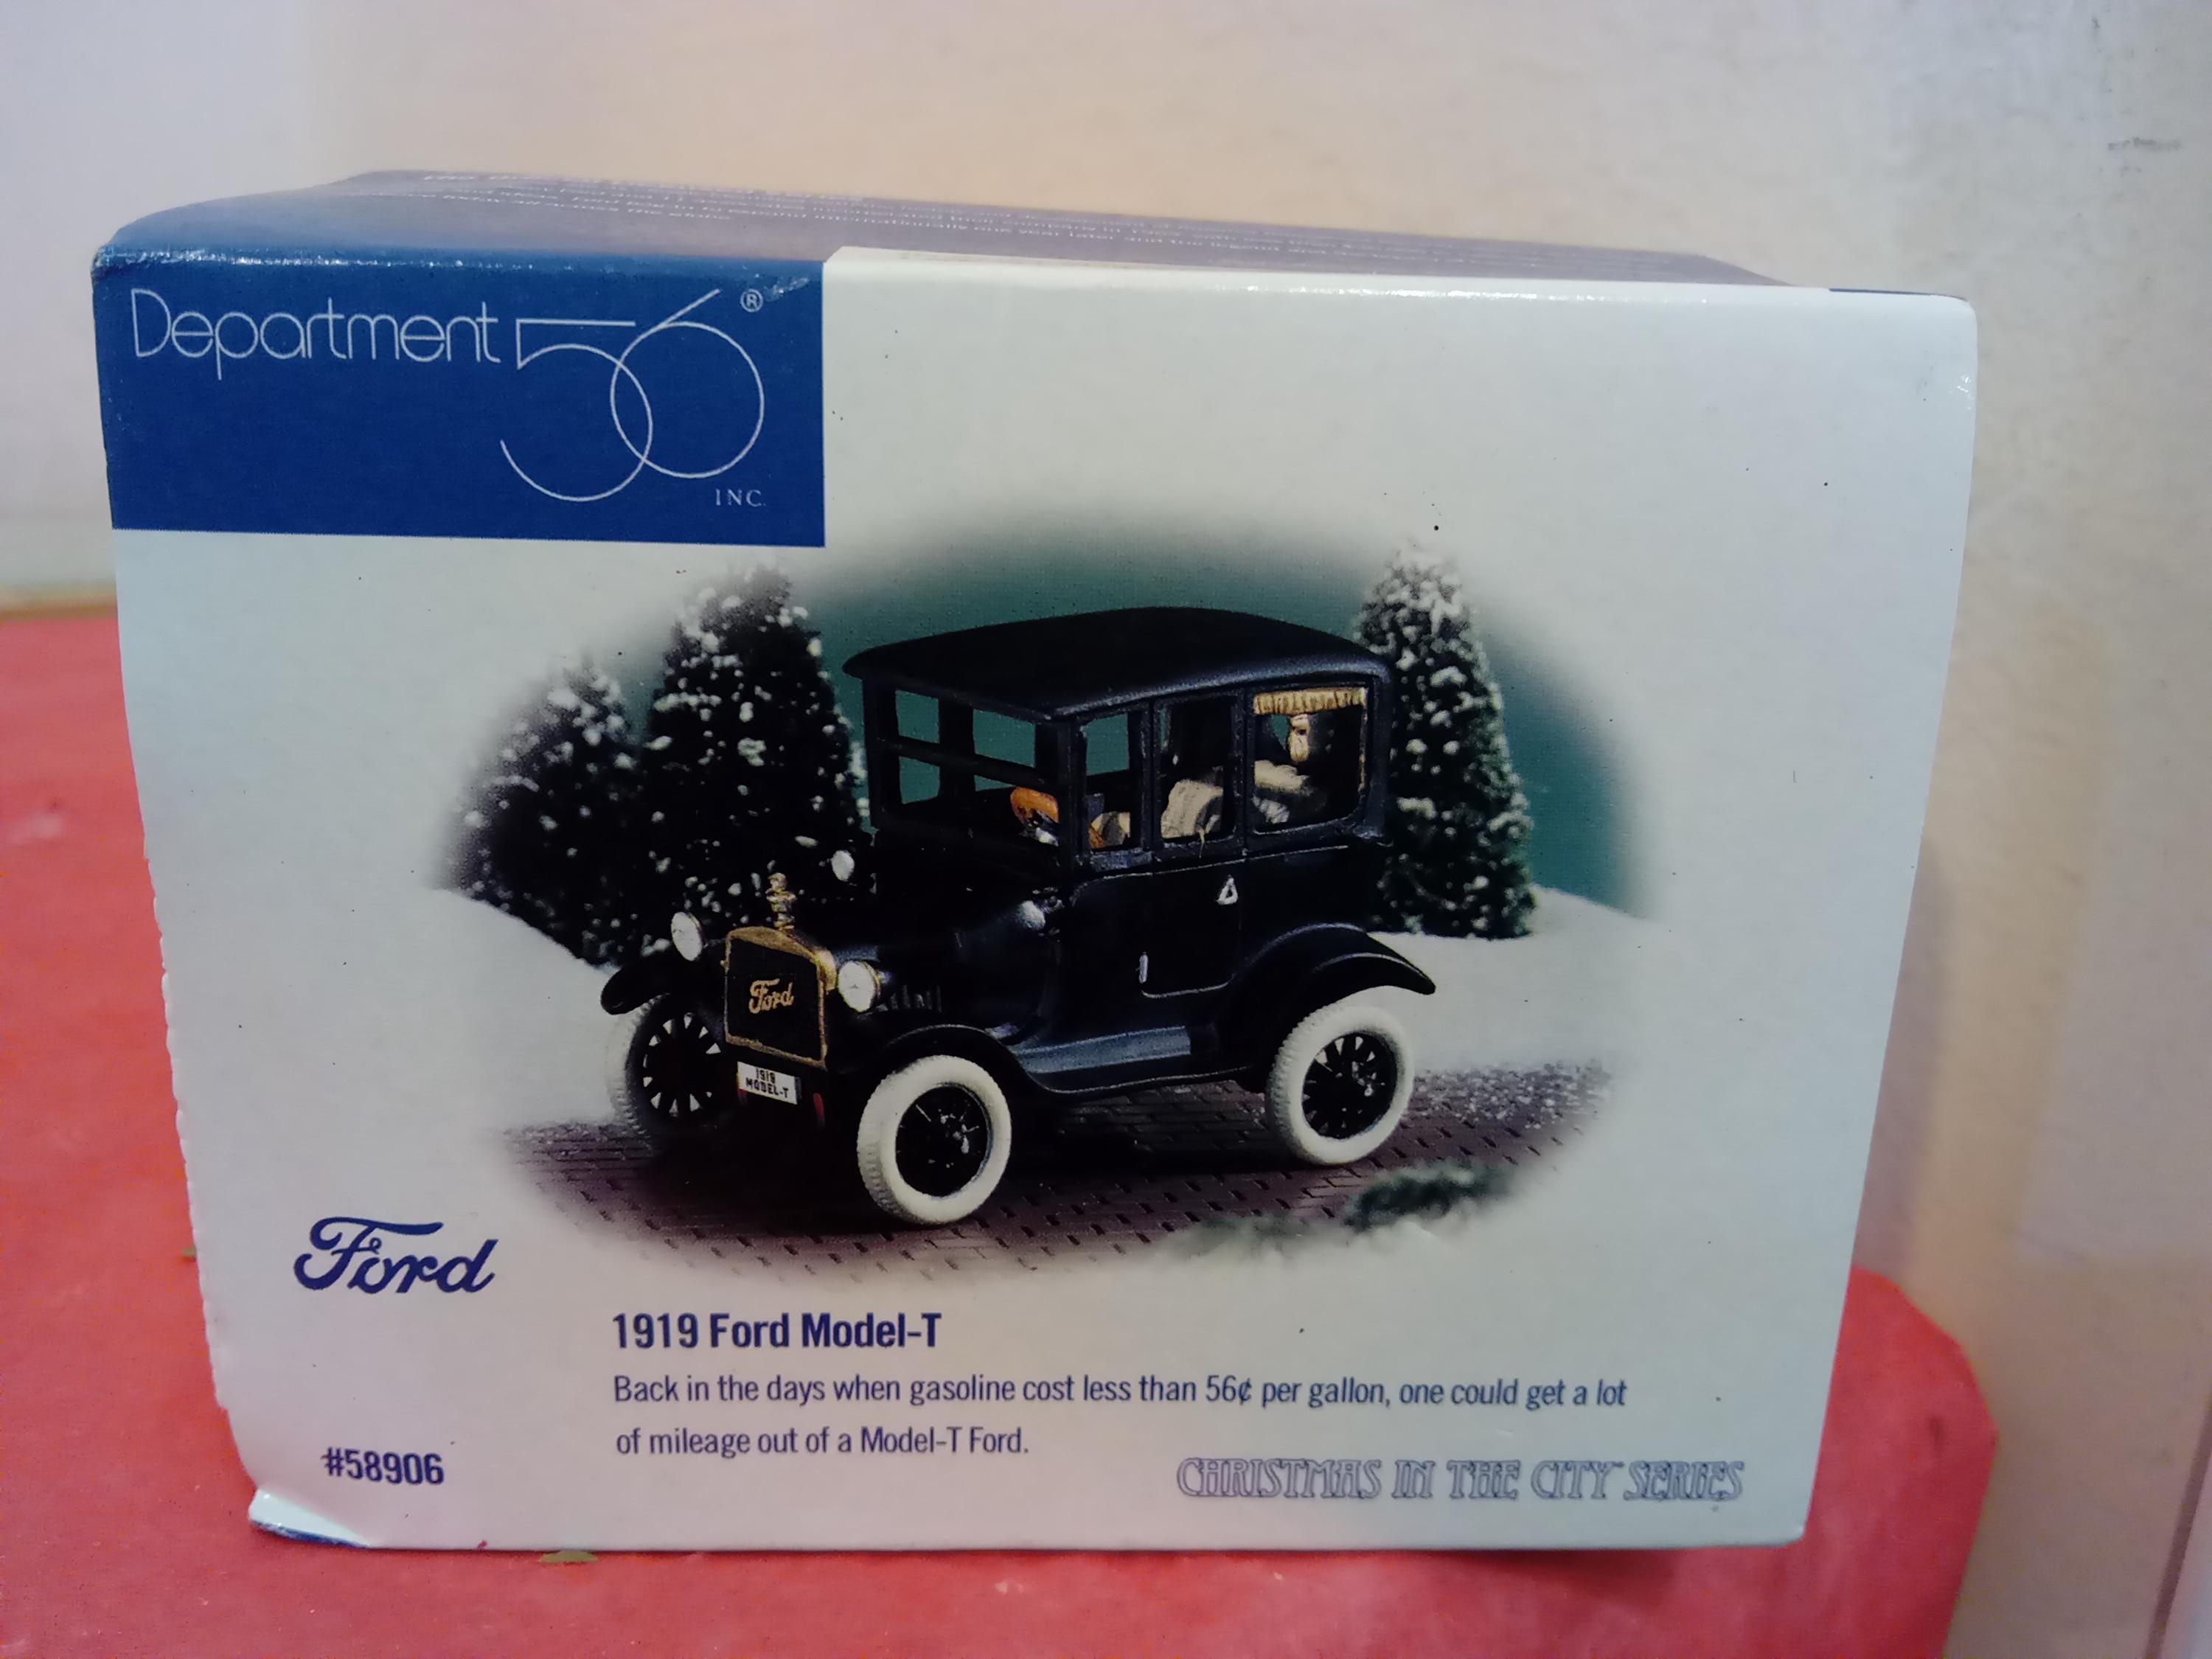 Department 56®
INC.
Ford
1919
MODEL-T
Ford
1919 Ford Model-T
Back in the days when gasoline cost less than 56¢ per gallon, one could get a lot
of mileage out of a Model-T Ford.
#58906
CHRISTMAS IN THE CITY SERIES